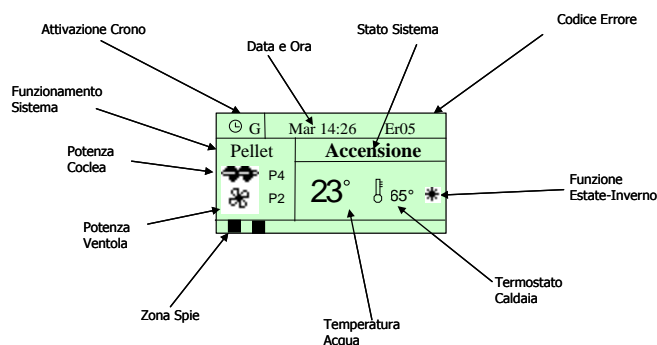 Attivazione Crono
Data e Ora
Stato Sistema
Codice Errore
Funzionamento
Sistema
G
Mar 14:26
Er05
Pellet
Accensione
Potenza
Coclea
P4
P2
23°
65°
Funzione
Estate-Inverno
Potenza
Ventola
Zona Spie
Temperatura
Acqua
Termostato
Caldaia